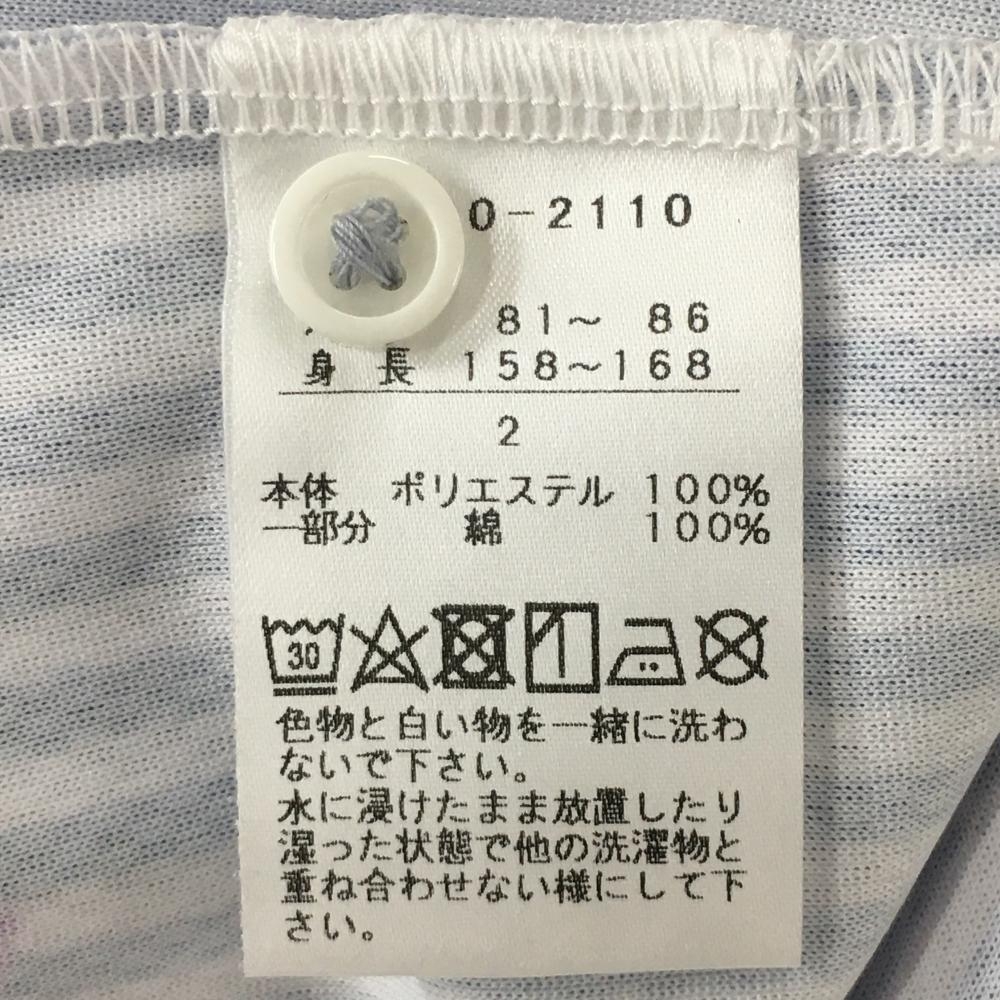 0-2110
81～ 86
身 長 158～168
2
本体 ポリエステル 100%
一部分 綿 100%
30
色物と白い物を一緒に洗わ
ないで下さい。
水に浸けたまま放置したり
湿った状態で他の洗濯物と
重ね合わせない様にして下
さい。